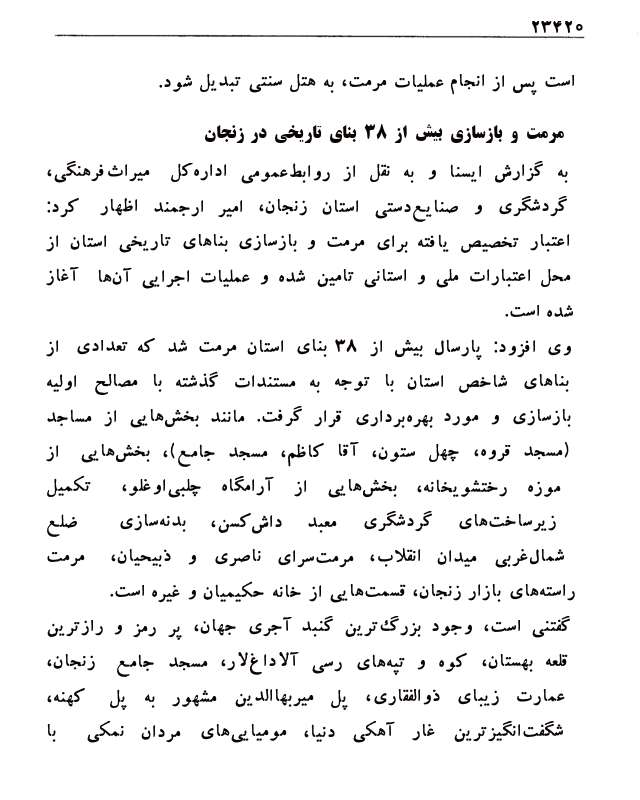 ۲۳۴۲۰
است پس از انجام عملیات مرمت، به هتل سنتی تبدیل شود.
مرمت و بازسازی بیش از ۳۸ بنای تاریخی در زنجان
به گزارش ایسنا و به نقل از روابط‌عمومی اداره‌کل میراث‌فرهنگی،
گردشگری و صنایع‌دستی استان زنجان، امیر ارجمند اظهار کرد:
اعتبار تخصیص یافته برای مرمت و بازسازی بناهای تاریخی استان از
محل اعتبارات ملی و استانی تامین شده و عملیات اجرایی آن‌ها آغاز
شده است.
وی افزود: پارسال بیش از ۳۸ بنای استان مرمت شد که تعدادی از
بناهای شاخص استان با توجه به مستندات گذشته با مصالح اولیه
بازسازی و مورد بهره‌برداری قرار گرفت. مانند بخش‌هایی از مساجد
(مسجد قروه، چهل ستون، آقا کاظم، مسجد جامع)، بخش‌هایی از
موزه رختشویخانه، بخش‌هایی از آرامگاه چلبی‌اوغلو، تکمیل
زیرساخت‌های گردشگری معبد داش‌کسن، بدنه‌سازی ضلع
شمال‌غربی میدان انقلاب، مرمت‌سرای ناصری و ذبیحیان، مرمت
راسته‌های بازار زنجان، قسمت‌هایی از خانه حکیمیان و غیره است.
گفتنی است، وجود بزرگ‌ترین گنبد آجری جهان، پر رمز و رازترین
قلعه بهستان، کوه و تپه‌های رسی آلاداغ‌لار، مسجد جامع زنجان،
عمارت زیبای ذوالفقاری، پل میربهاالدین مشهور به پل کهنه،
شگفت‌انگیزترین غار آهکی دنیا، مومیایی‌های مردان نمکی با